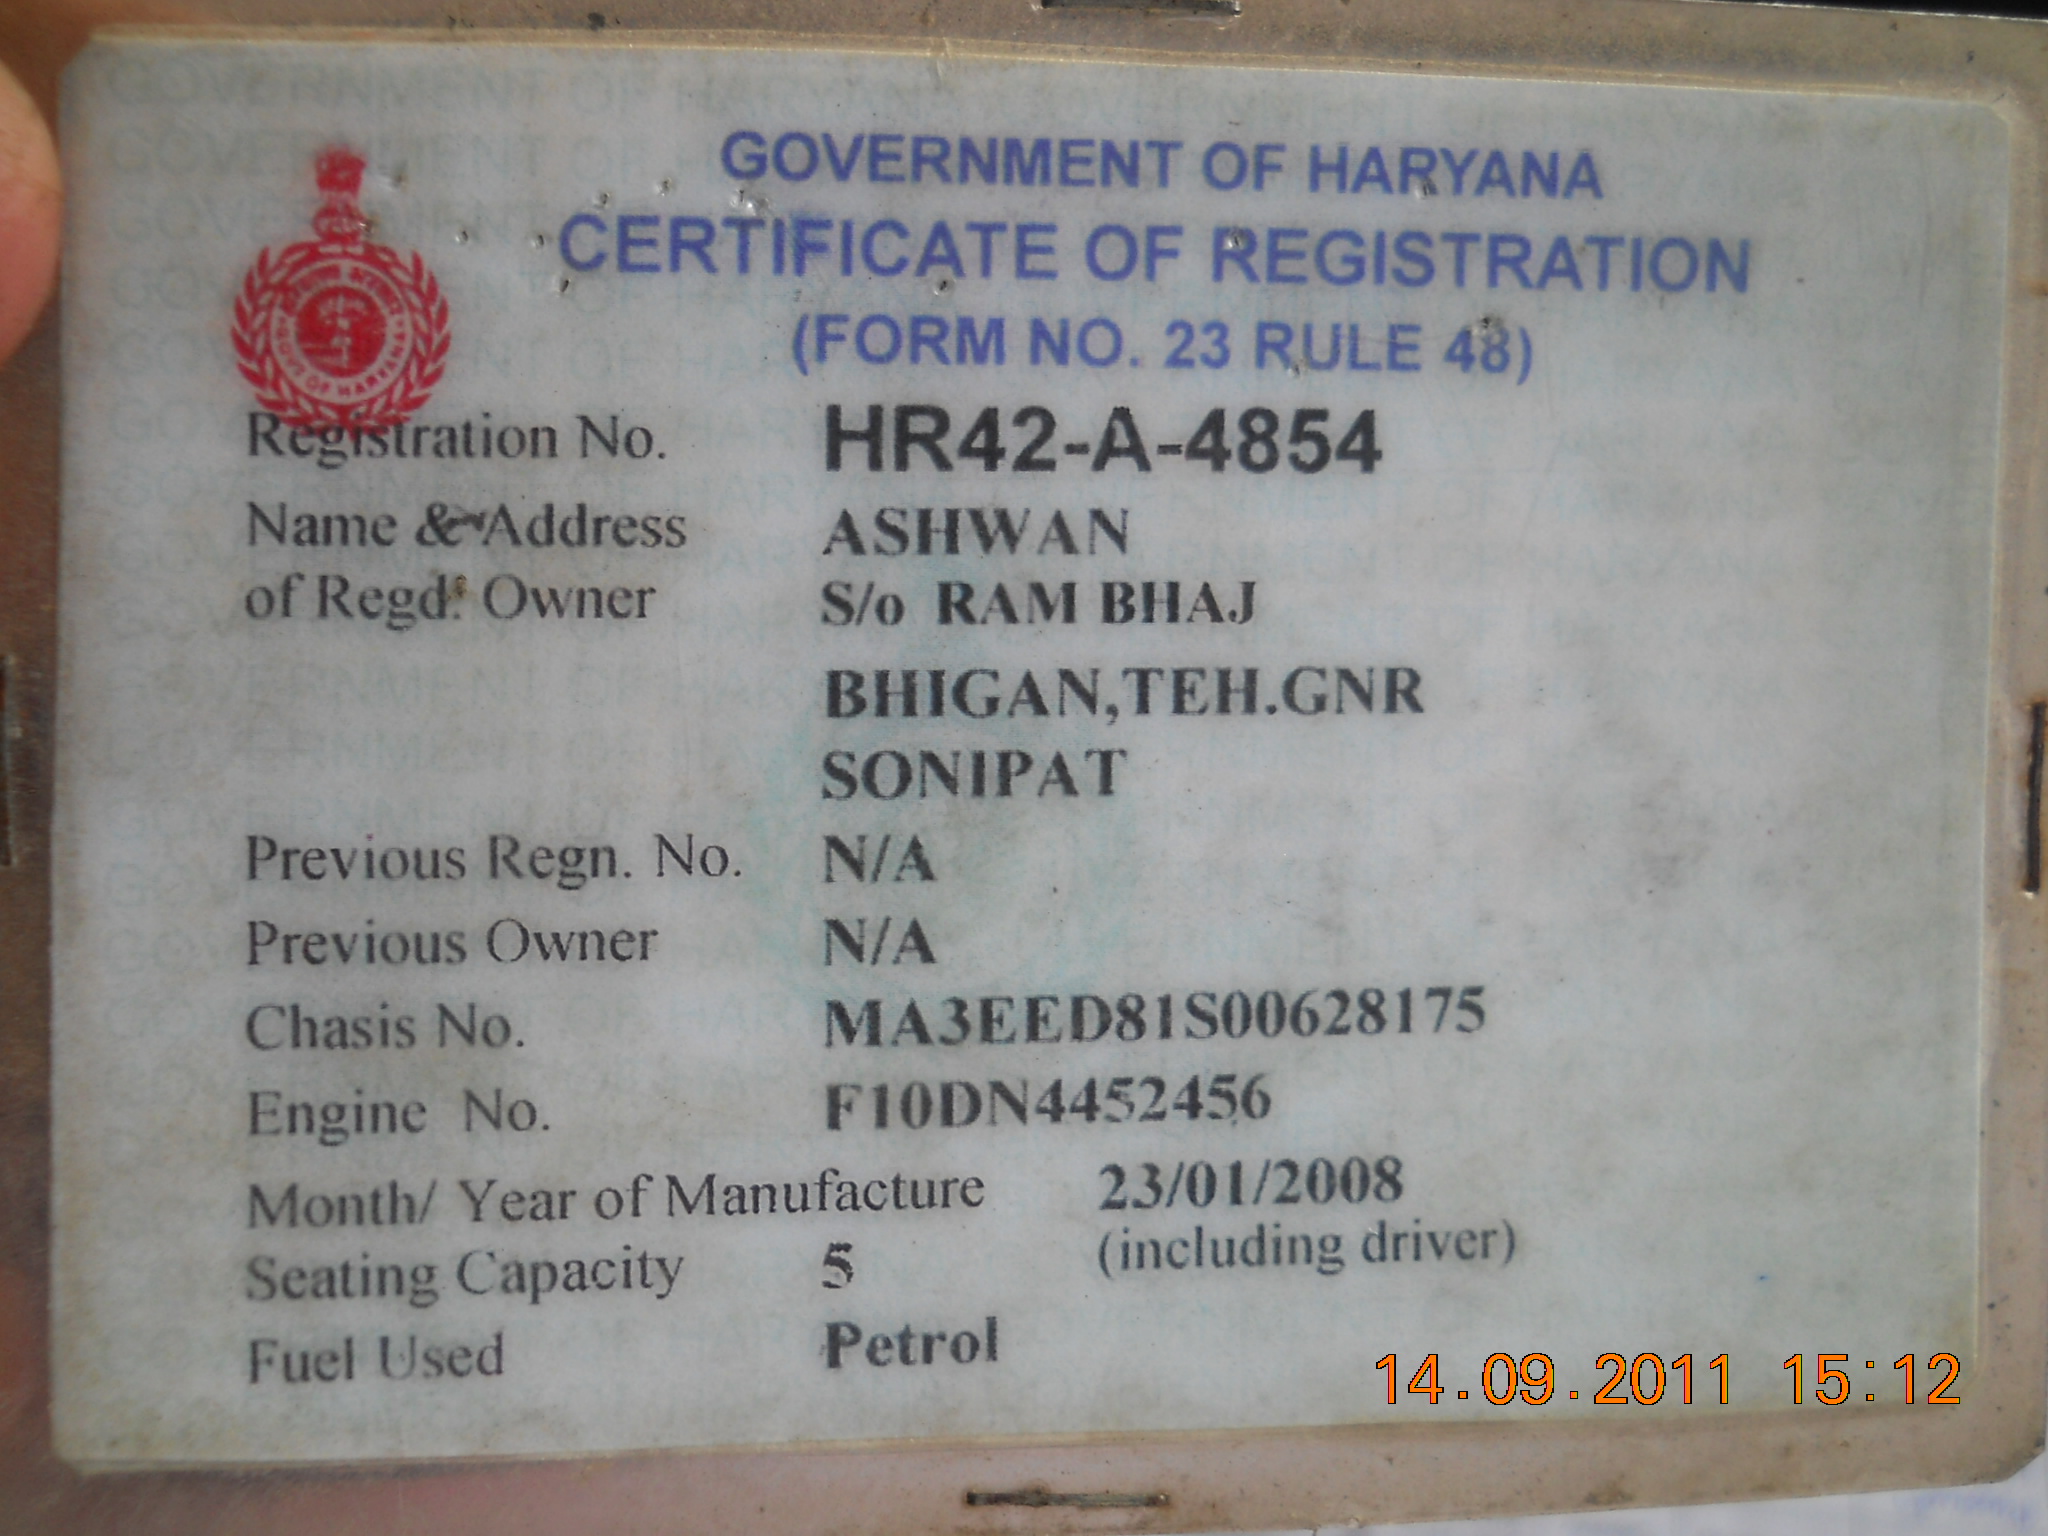 GOVERNMENT OF HARYANA
CERTIFICATE OF REGISTRATION
(FORM NO. 23 RULE 48)
Registration No. HR42-A-4854
Name & Address ASHWAN
of Regd. Owner S/o RAM BHAJ
BHIGAN,TEH.GNR
SONIPAT
Previous Regn. No. N/A
Previous Owner N/A
Chasis No. MA3EED81S00628175
Engine No. F10DN4452456
Month/ Year of Manufacture 23/01/2008
Seating Capacity 5 (including driver)
Fuel Used Petrol
14.09.2011 15:12